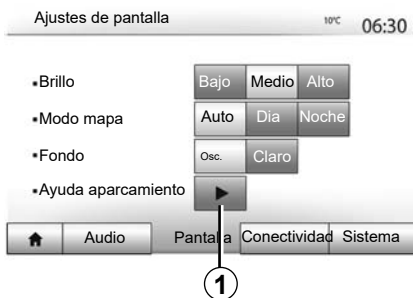 Ajustes de pantalla 10°C 06:30
▪Brillo Bajo Medio Alto
▪Modo mapa Auto Dia Noche
▪Fondo Osc. Claro
▪Ayuda aparcamiento
Audio Pantalla Conectividad Sistema
1